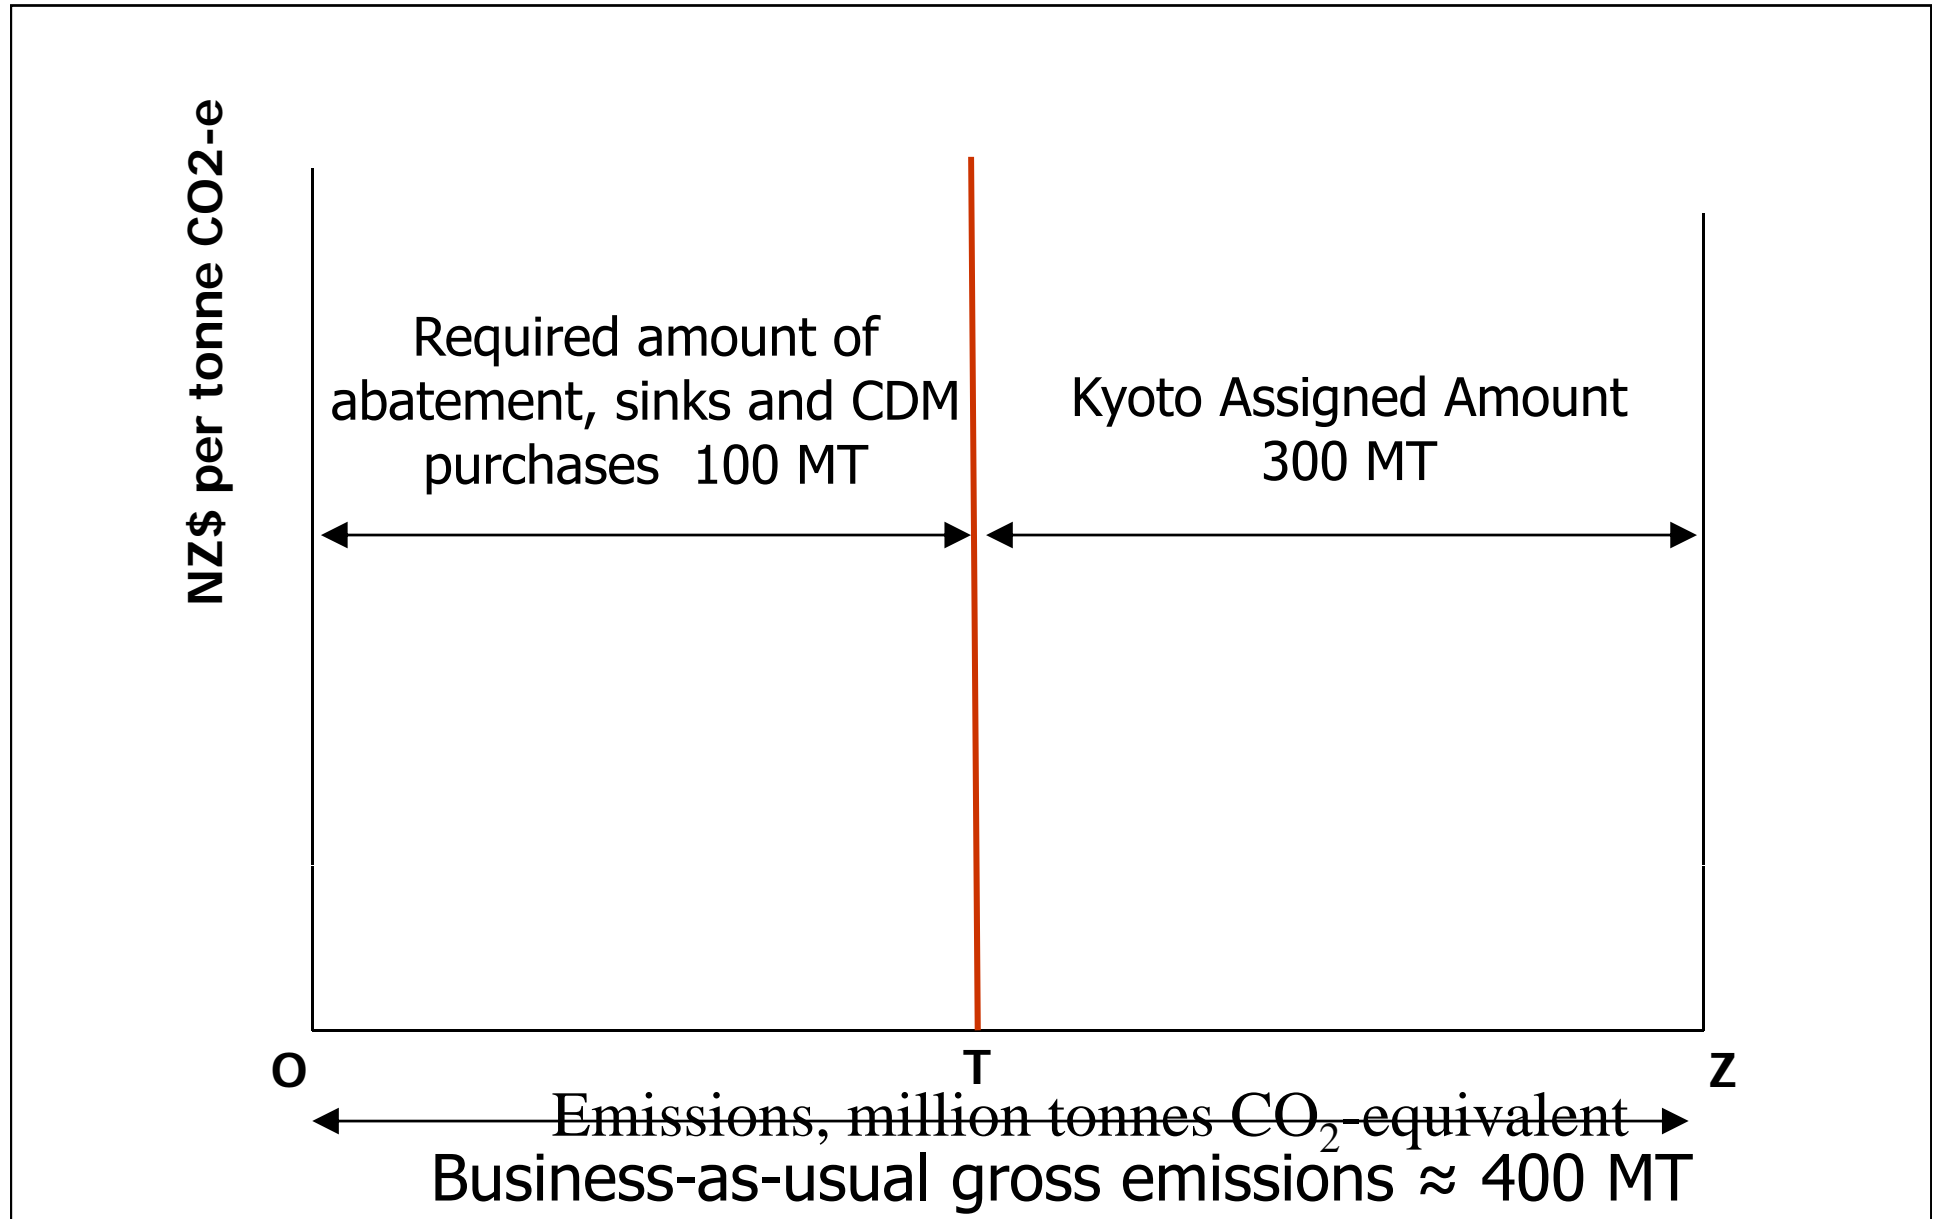 NZ$ per tonne CO2-e
Required amount of
abatement, sinks and CDM
purchases 100 MT
Kyoto Assigned Amount
300 MT
O
T
Z
Emissions, million tonnes CO₂-equivalent
Business-as-usual gross emissions ≈ 400 MT